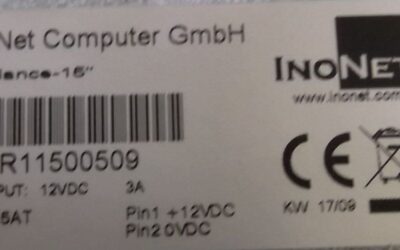 Net Computer GmbH
lance-15"
INONET
www.inonet.com
R11500509
PUT: 12VDC 3A
5AT Pin1 +12VDC
Pin2 0VDC
CE
KW 17/09